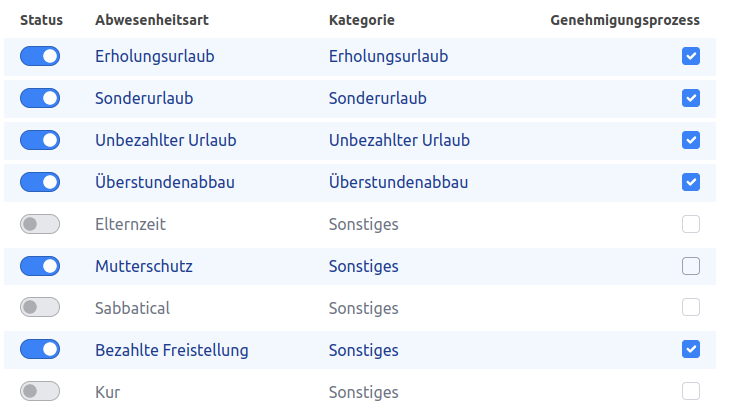 Status Abwesenheitsart Kategorie Genehmigungsprozess
Erholungsurlaub Erholungsurlaub
Sonderurlaub Sonderurlaub
Unbezahlter Urlaub Unbezahlter Urlaub
Überstundenabbau Überstundenabbau
Elternzeit Sonstiges
Mutterschutz Sonstiges
Sabbatical Sonstiges
Bezahlte Freistellung Sonstiges
Kur Sonstiges